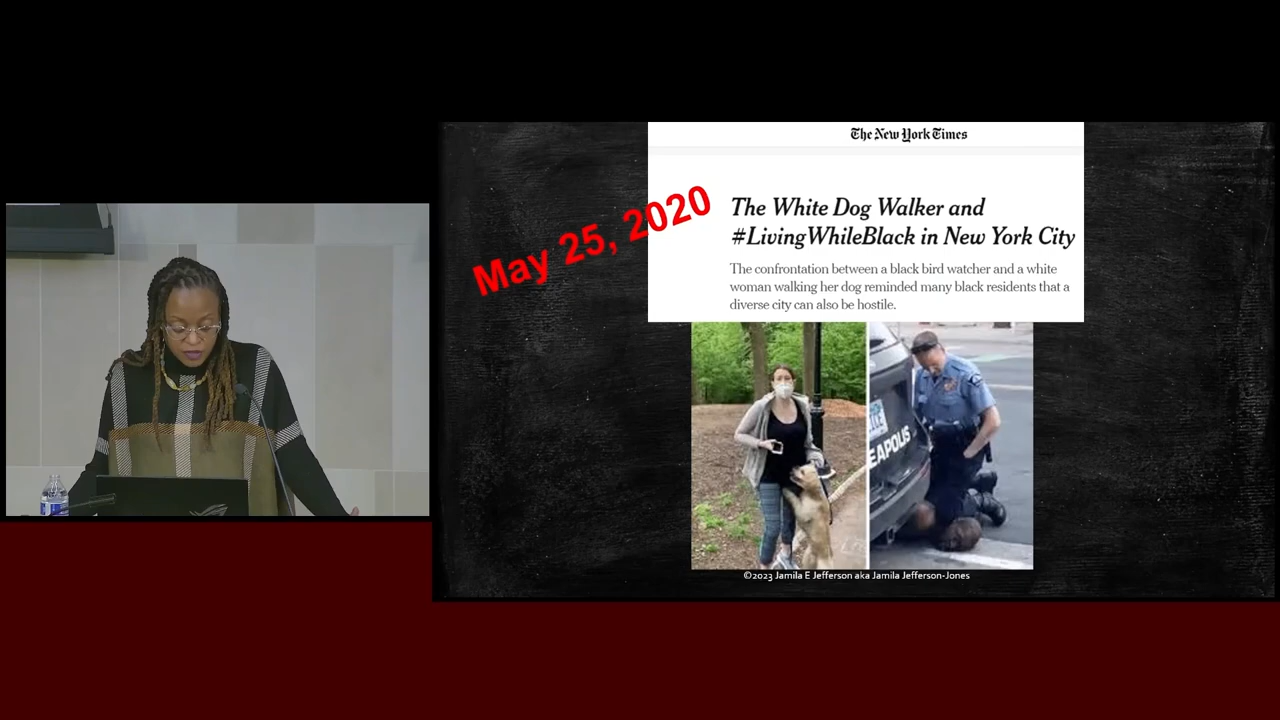 The New York Times
May 25, 2020
The White Dog Walker and
#LivingWhileBlack in New York City
The confrontation between a black bird watcher and a white
woman walking her dog reminded many black residents that a
diverse city can also be hostile.
EAPOLIS
©2023 Jamila E Jefferson aka Jamila Jefferson-Jones